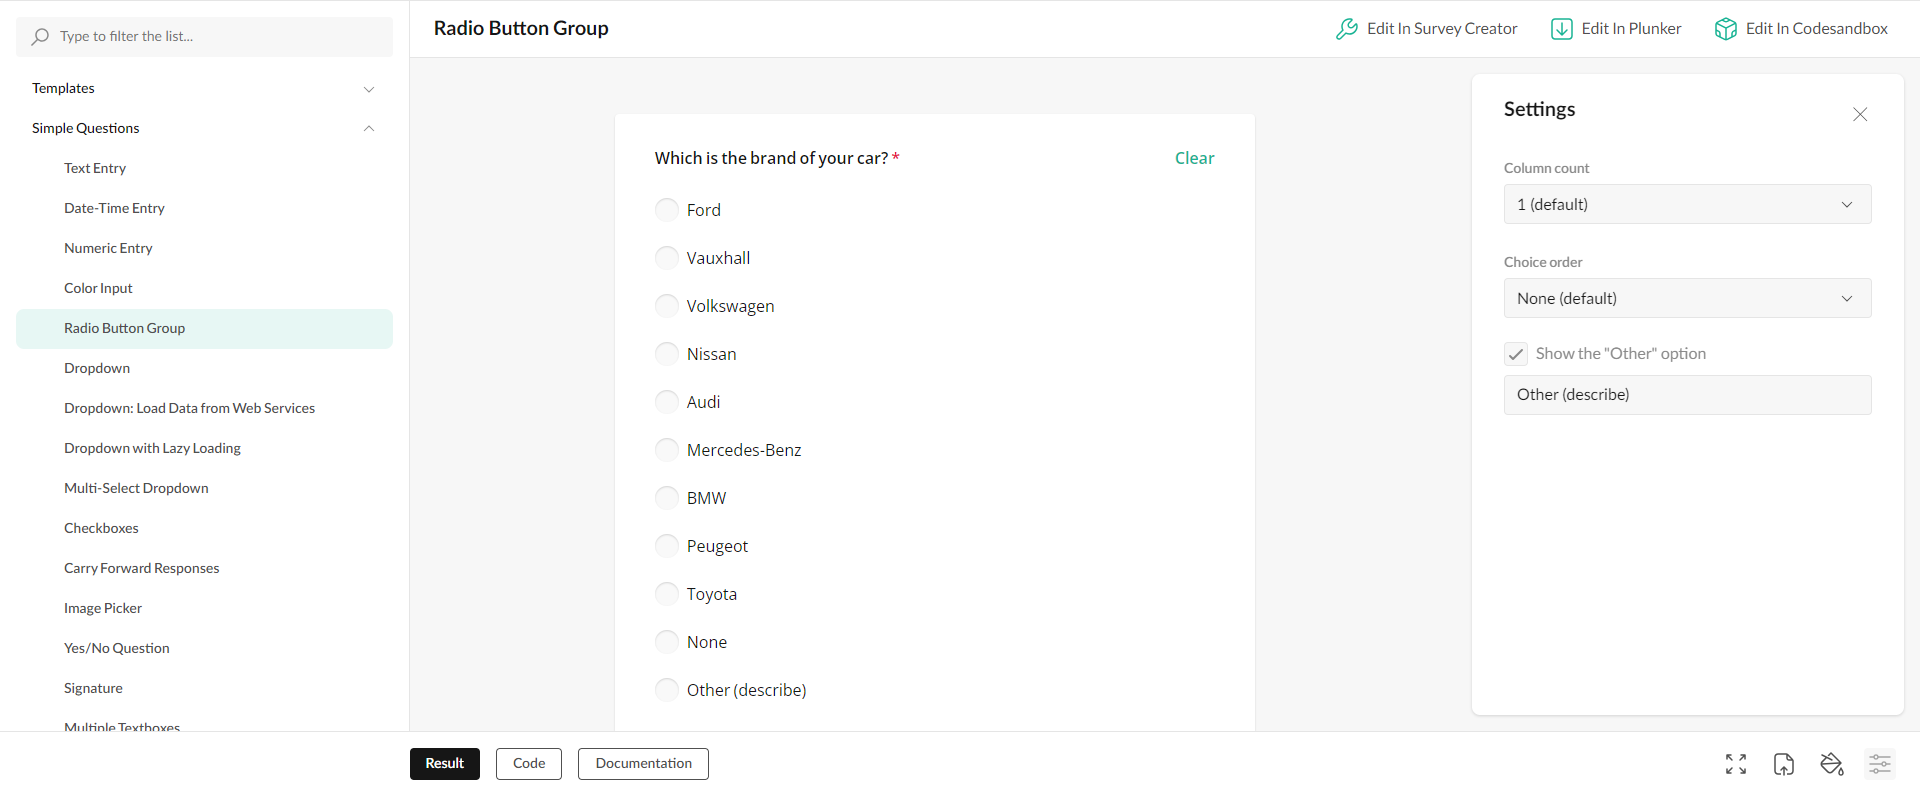 Type to filter the list...
Templates
Simple Questions
Text Entry
Date-Time Entry
Numeric Entry
Color Input
Radio Button Group
Dropdown
Dropdown: Load Data from Web Services
Dropdown with Lazy Loading
Multi-Select Dropdown
Checkboxes
Carry Forward Responses
Image Picker
Yes/No Question
Signature
Multiple Textboxes
Radio Button Group
Edit In Survey Creator
Edit In Plunker
Edit In Codesandbox
Which is the brand of your car? *
Clear
Ford
Vauxhall
Volkswagen
Nissan
Audi
Mercedes-Benz
BMW
Peugeot
Toyota
None
Other (describe)
Settings
Column count
1 (default)
Choice order
None (default)
Show the "Other" option
Other (describe)
Result
Code
Documentation